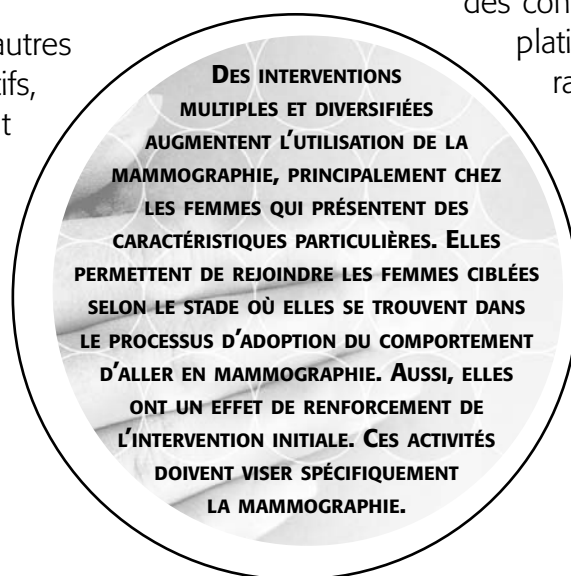 des con
autres
plati
ifs,
ra
t
DES INTERVENTIONS
MULTIPLES ET DIVERSIFIÉES
AUGMENTENT L'UTILISATION DE LA
MAMMOGRAPHIE, PRINCIPALEMENT CHEZ
LES FEMMES QUI PRÉSENTENT DES
CARACTÉRISTIQUES PARTICULIÈRES. ELLES
PERMETTENT DE REJOINDRE LES FEMMES CIBLÉES
SELON LE STADE OÙ ELLES SE TROUVENT DANS
LE PROCESSUS D'ADOPTION DU COMPORTEMENT
D'ALLER EN MAMMOGRAPHIE. AUSSI, ELLES
ONT UN EFFET DE RENFORCEMENT DE
L'INTERVENTION INITIALE. CES ACTIVITÉS
DOIVENT VISER SPÉCIFIQUEMENT
LA MAMMOGRAPHIE.